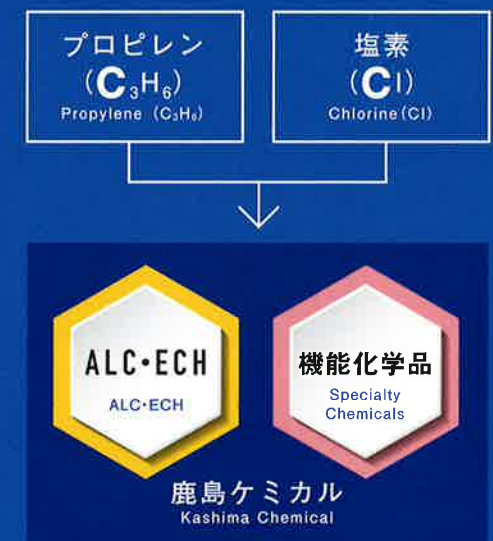 プロピレン
(C₃H₆)
Propylene (C₃H₆)
塩素
(Cl)
Chlorine(Cl)
ALC・ECH
ALC・ECH
機能化学品
Specialty
Chemicals
鹿島ケミカル
Kashima Chemical